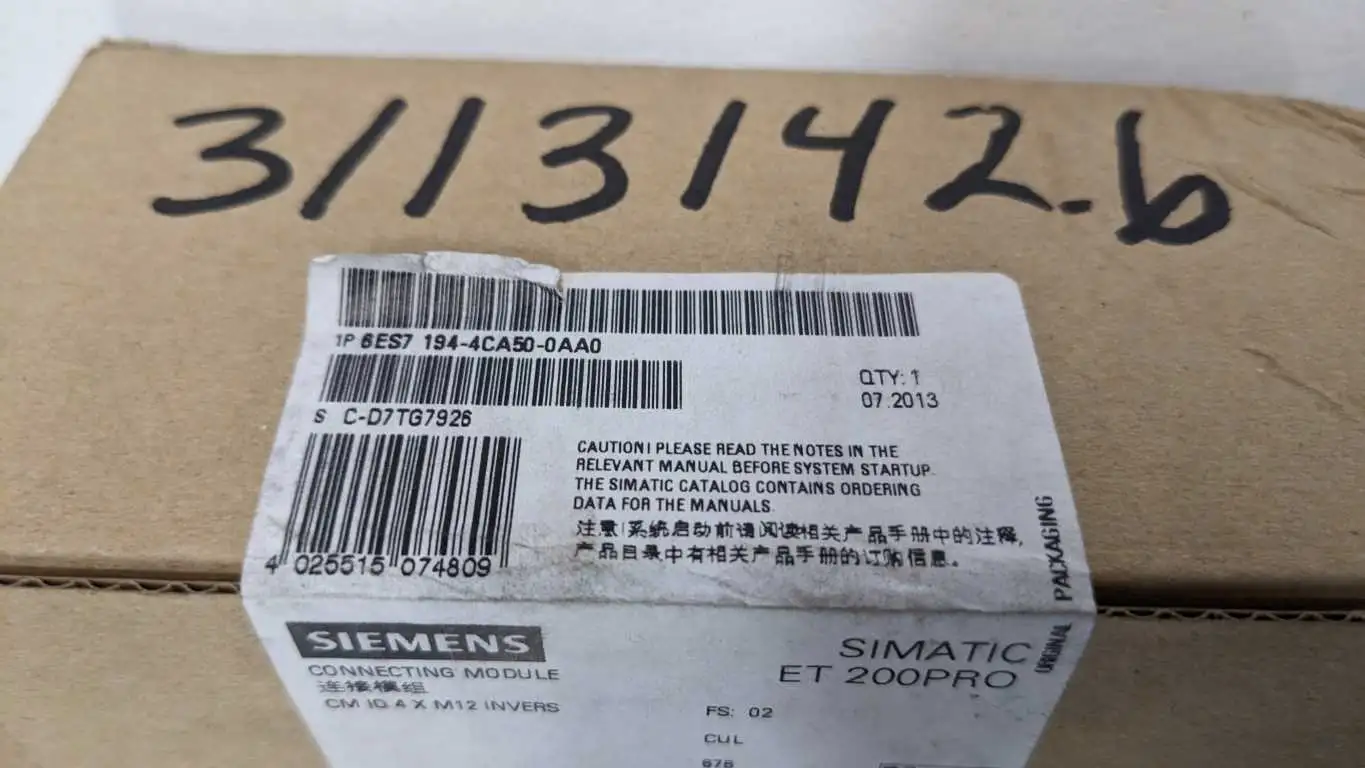 3113142.6
1P 6ES7 194-4CA50-0AA0
S C-D7TG7926
QTY: 1
07.2013
4 025515 074809
CAUTION! PLEASE READ THE NOTES IN THE
RELEVANT MANUAL BEFORE SYSTEM STARTUP.
THE SIMATIC CATALOG CONTAINS ORDERING
DATA FOR THE MANUALS.
注意!系统启动前请阅读相关产品手册中的注释,
产品目录中有相关产品手册的订购信息。
ORIGINAL PACKAGING
SIEMENS
CONNECTING MODULE
连接模组
CM IO 4 X M12 INVERS
SIMATIC
ET 200PRO
FS: 02
CUL